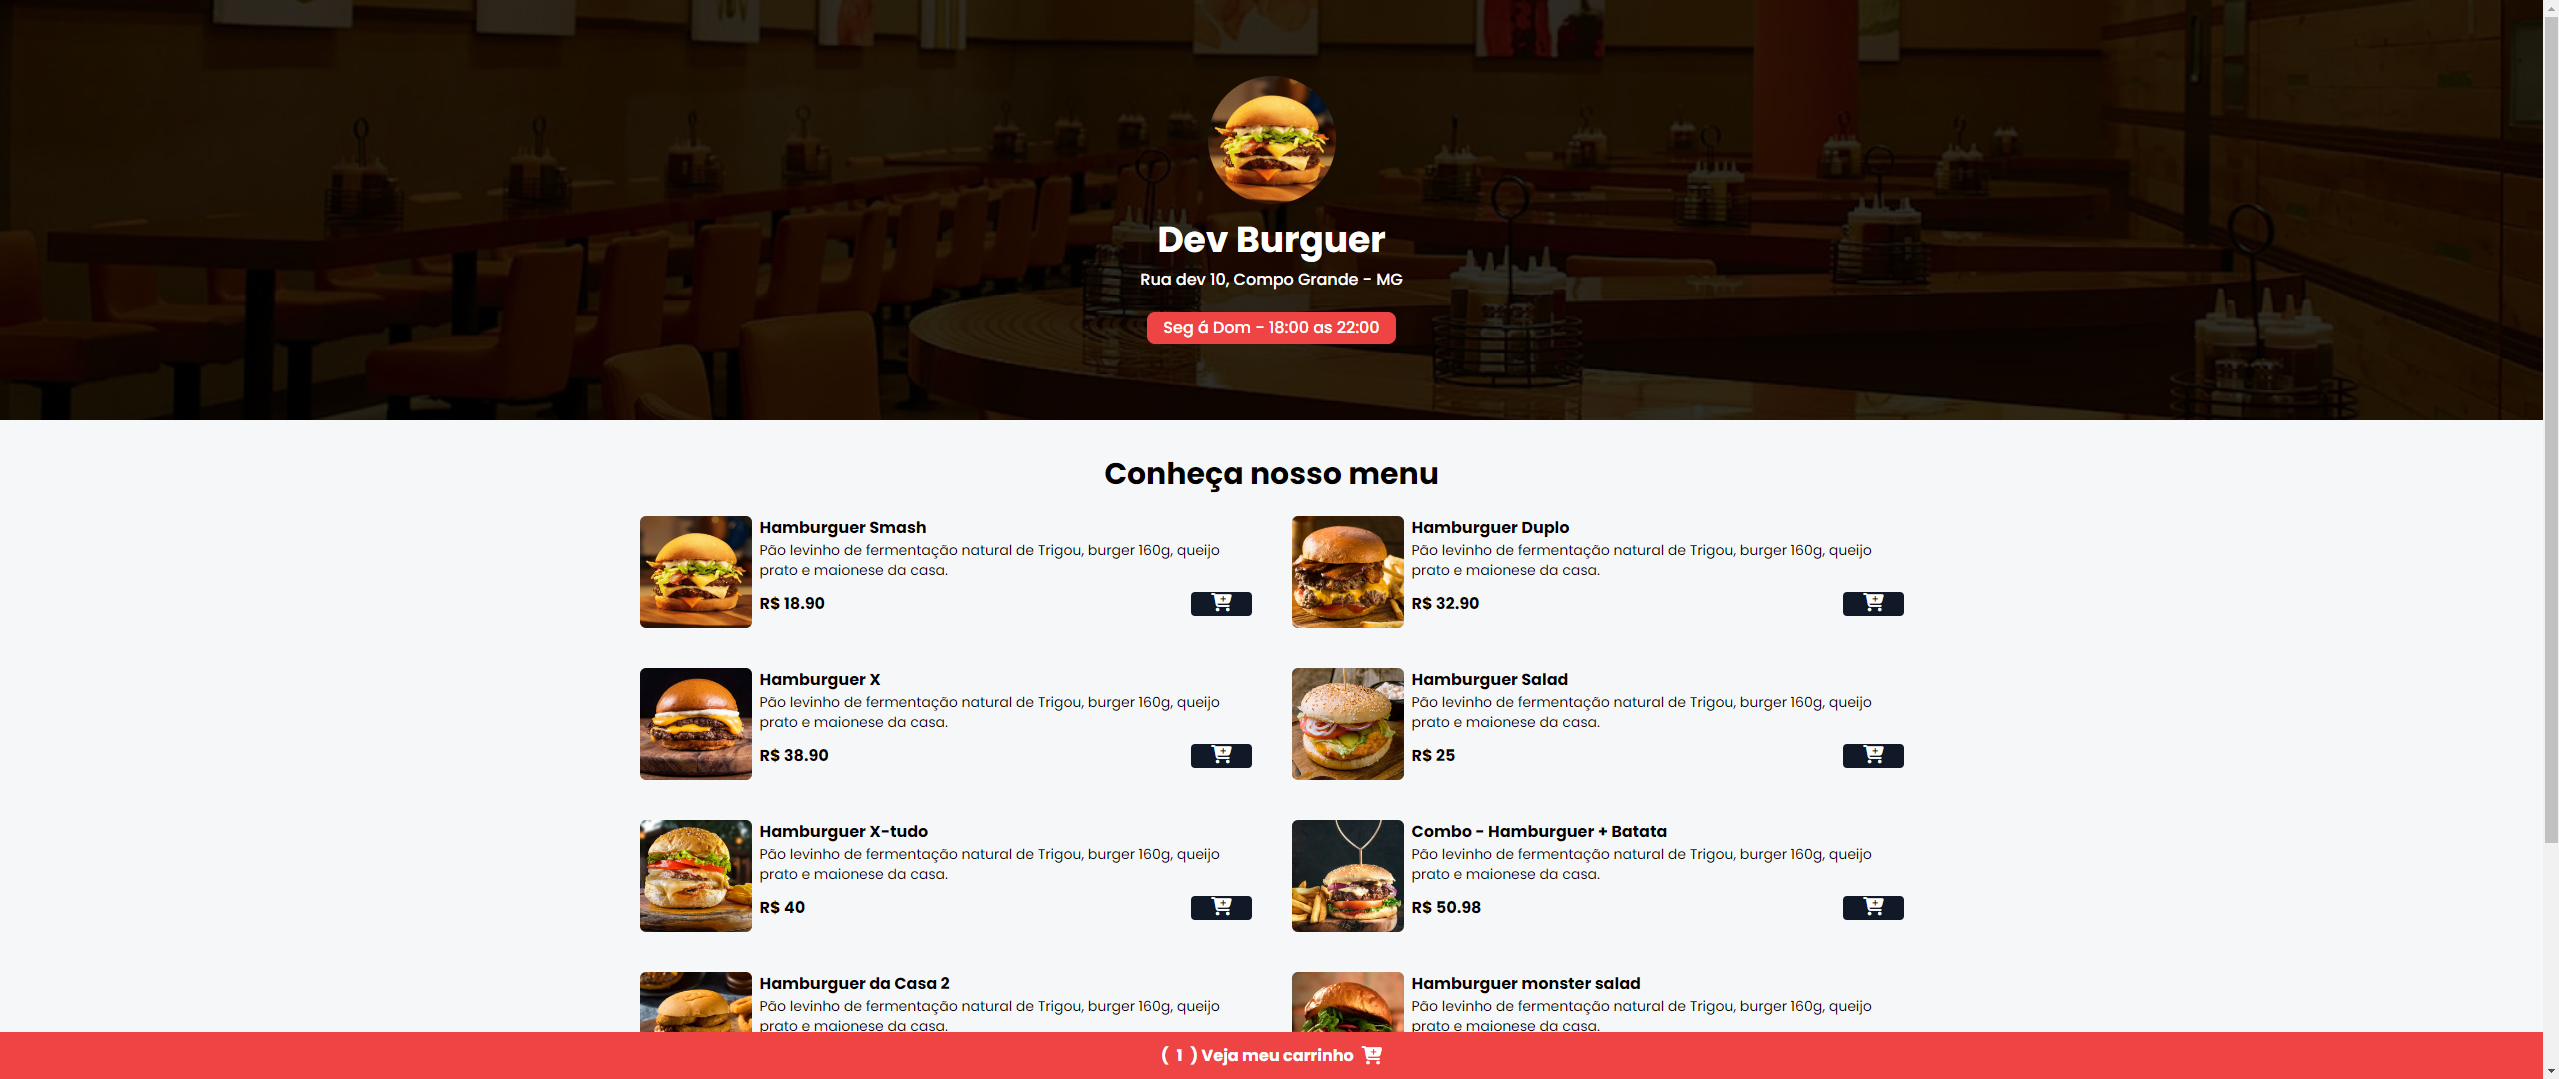 Dev Burguer
Rua dev 10, Compo Grande - MG
Seg á Dom - 18:00 as 22:00
Conheça nosso menu
Hamburguer Smash
Pão levinho de fermentação natural de Trigou, burger 160g, queijo
prato e maionese da casa.
R$ 18.90
Hamburguer Duplo
Pão levinho de fermentação natural de Trigou, burger 160g, queijo
prato e maionese da casa.
R$ 32.90
Hamburguer X
Pão levinho de fermentação natural de Trigou, burger 160g, queijo
prato e maionese da casa.
R$ 38.90
Hamburguer Salad
Pão levinho de fermentação natural de Trigou, burger 160g, queijo
prato e maionese da casa.
R$ 25
Hamburguer X-tudo
Pão levinho de fermentação natural de Trigou, burger 160g, queijo
prato e maionese da casa.
R$ 40
Combo - Hamburguer + Batata
Pão levinho de fermentação natural de Trigou, burger 160g, queijo
prato e maionese da casa.
R$ 50.98
Hamburguer da Casa 2
Pão levinho de fermentação natural de Trigou, burger 160g, queijo
prato e maionese da casa.
Hamburguer monster salad
Pão levinho de fermentação natural de Trigou, burger 160g, queijo
prato e maionese da casa.
( 1 ) Veja meu carrinho